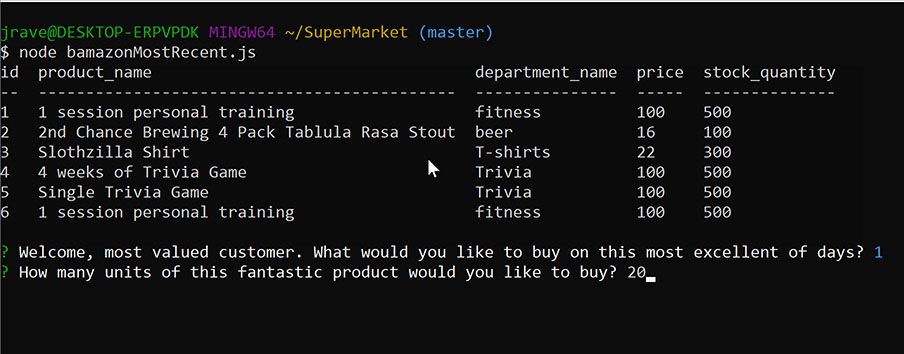 jrave@DESKTOP-ERPVPDK MINGW64 ~/SuperMarket (master)
$ node bamazonMostRecent.js
id  product_name                                department_name  price  stock_quantity
--  ------------------------------------------  ---------------  -----  --------------
1   1 session personal training                 fitness          100    500
2   2nd Chance Brewing 4 Pack Tablula Rasa Stout  beer             16     100
3   Slothzilla Shirt                            T-shirts         22     300
4   4 weeks of Trivia Game                      Trivia           100    500
5   Single Trivia Game                          Trivia           100    500
6   1 session personal training                 fitness          100    500
? Welcome, most valued customer. What would you like to buy on this most excellent of days? 1
? How many units of this fantastic product would you like to buy? 20